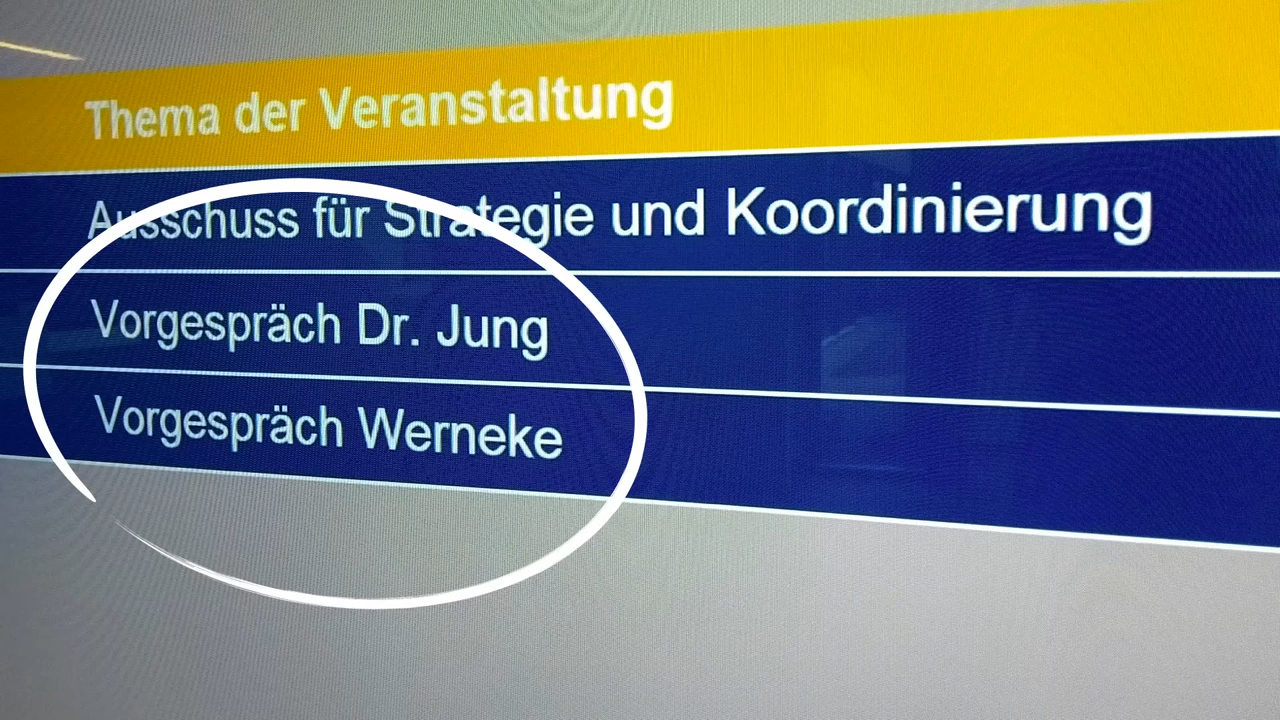 Thema der Veranstaltung
Ausschuss für Strategie und Koordinierung
Vorgespräch Dr. Jung
Vorgespräch Werneke